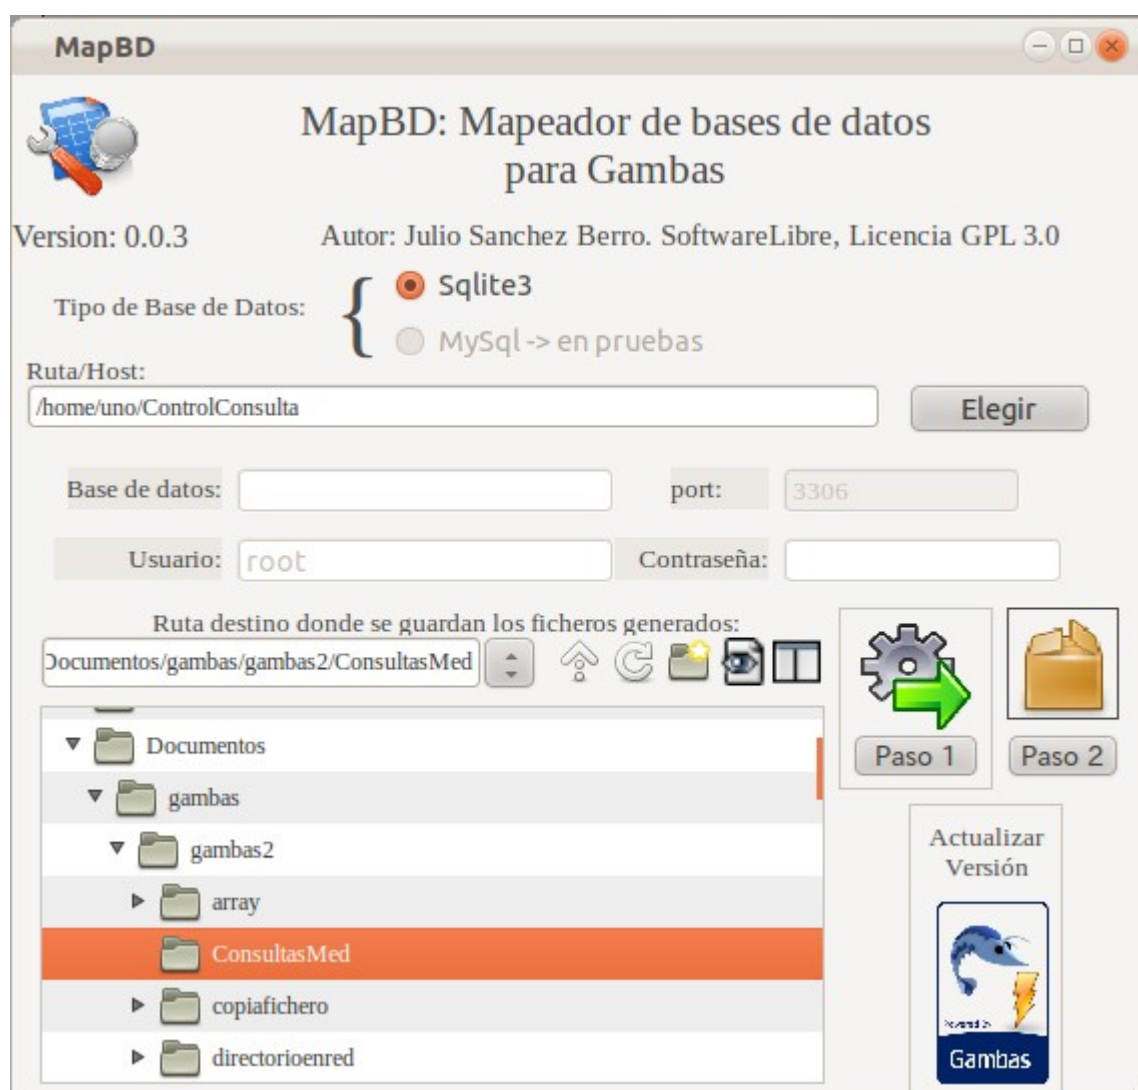 MapBD
MapBD: Mapeador de bases de datos
para Gambas
Version: 0.0.3
Autor: Julio Sanchez Berro. SoftwareLibre, Licencia GPL 3.0
Tipo de Base de Datos:
{
Sqlite3
MySql -> en pruebas
Ruta/Host:
/home/uno/ControlConsulta
Elegir
Base de datos:
port:
3306
Usuario:
root
Contraseña:
Ruta destino donde se guardan los ficheros generados:
Documentos/gambas/gambas2/ConsultasMed
Paso 1
Paso 2
Documentos
gambas
gambas2
array
ConsultasMed
copiafichero
directorioenred
Actualizar
Versión
Powered by
Gambas